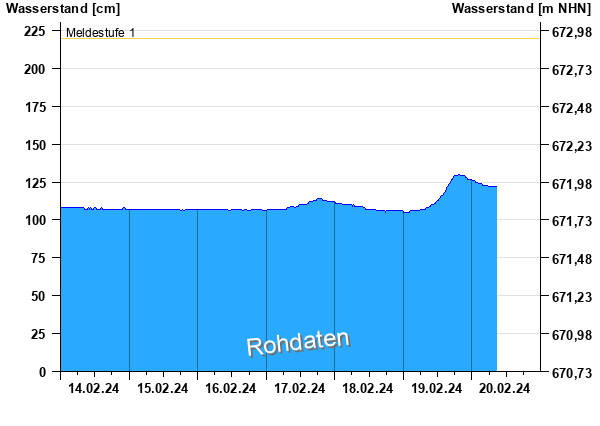 Wasserstand [cm] Wasserstand [m NHN]
225 Meldestufe 1 672,98
200 672,73
175 672,48
150 672,23
125 671,98
100 671,73
75 671,48
50 671,23
25 670,98
Rohdaten
0 670,73
14.02.24 15.02.24 16.02.24 17.02.24 18.02.24 19.02.24 20.02.24